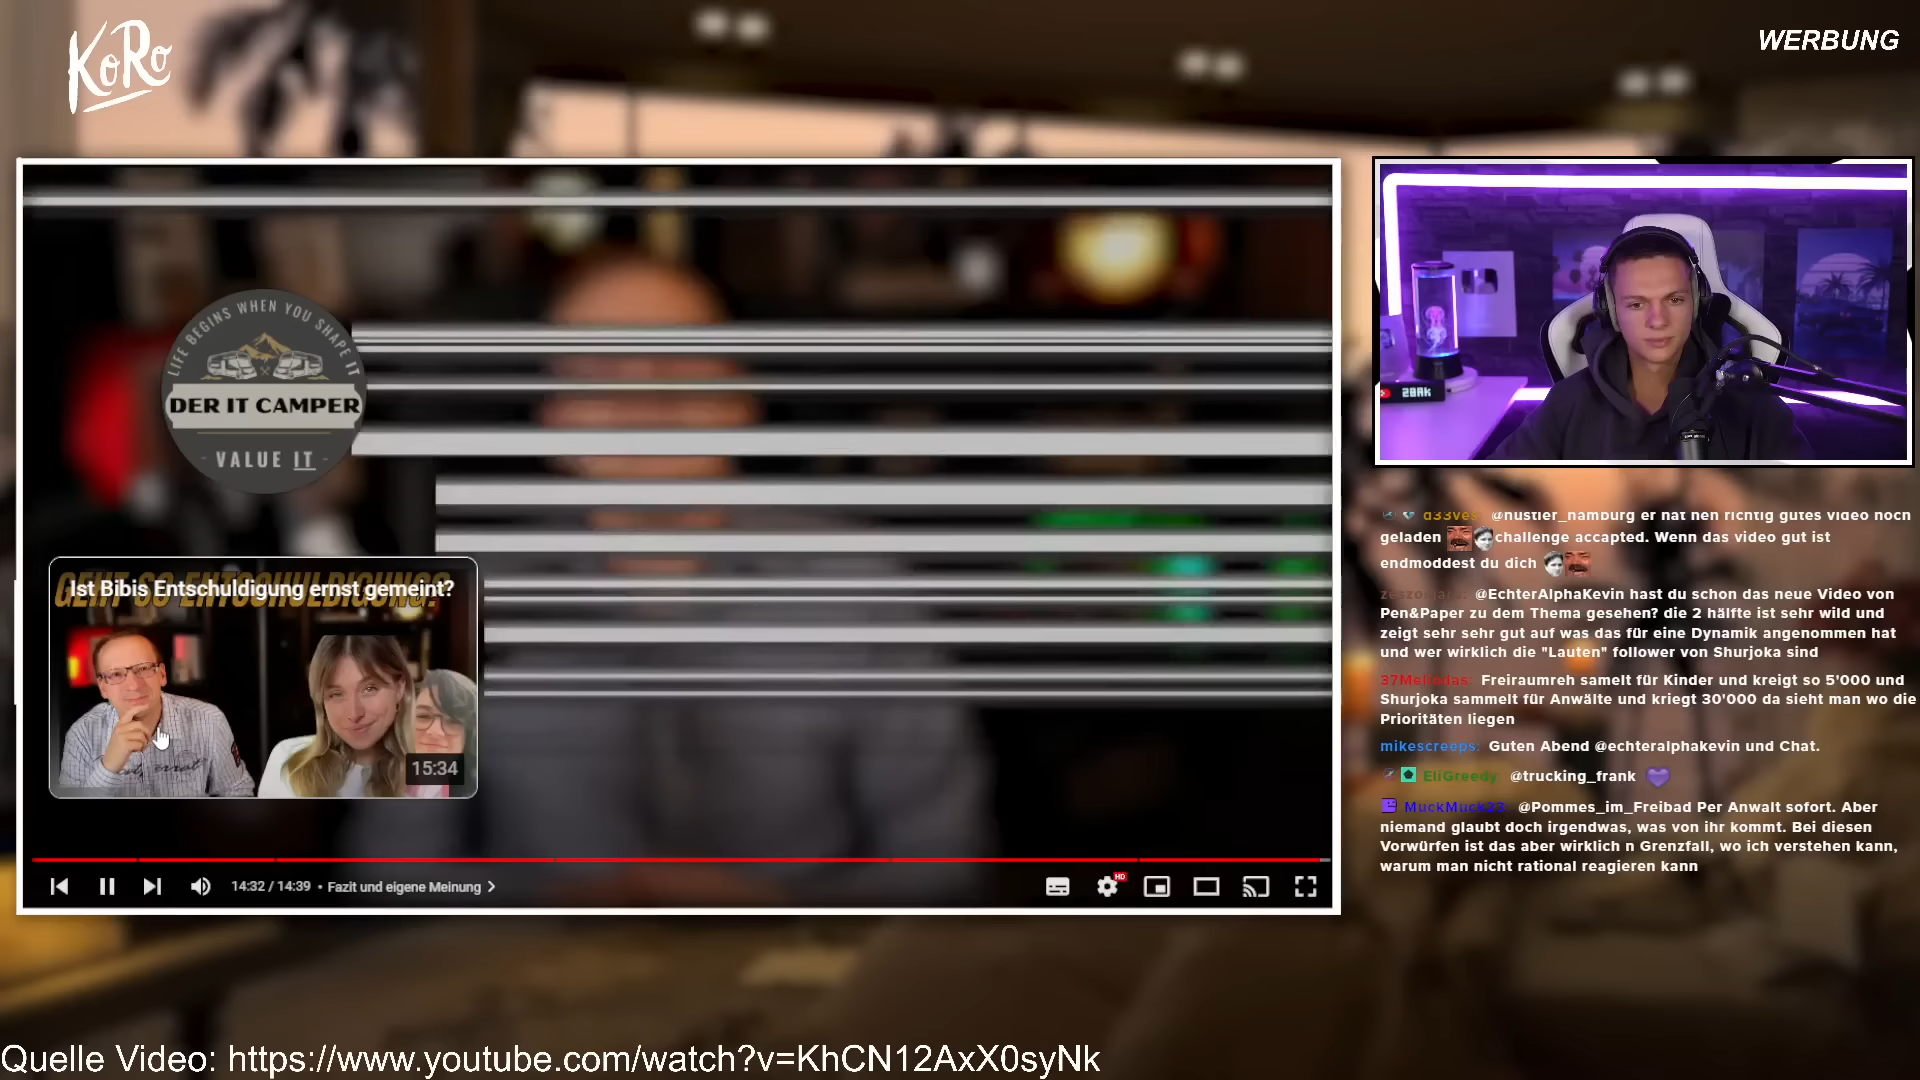 KoRo
WERBUNG
LIFE BEGINS WHEN YOU SHAPE IT
DER IT CAMPER
- VALUE IT -
Ist Bibis Entschuldigung ernst gemeint?
15:34
14:32 / 14:39 • Fazit und eigene Meinung >
HD
288k
d33ves @hustler_hamburg er hat nen richtig gutes video hoch
geladen challenge accapted. Wenn das video gut ist
endmoddest du dich
@EchterAlphaKevin hast du schon das neue Video von
Pen&Paper zu dem Thema gesehen? die 2 hälfte ist sehr wild und
zeigt sehr sehr gut auf was das für eine Dynamik angenommen hat
und wer wirklich die "Lauten" follower von Shurjoka sind
Freiraumreh samelt für Kinder und kreigt so 5'000 und
Shurjoka sammelt für Anwälte und kriegt 30'000 da sieht man wo die
Prioritäten liegen
mikescreeps: Guten Abend @echteralphakevin und Chat.
EliGreedy: @trucking_frank
MuckMuck23: @Pommes_im_Freibad Per Anwalt sofort. Aber
niemand glaubt doch irgendwas, was von ihr kommt. Bei diesen
Vorwürfen ist das aber wirklich n Grenzfall, wo ich verstehen kann,
warum man nicht rational reagieren kann
Quelle Video: https://www.youtube.com/watch?v=KhCN12AxX0syNk